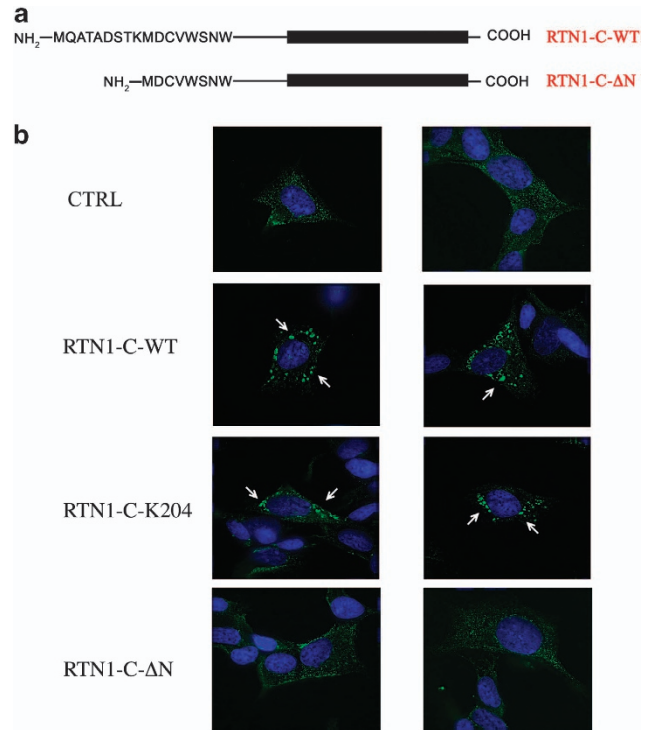 a
NH2–MQATADSTKMDCVWSNW COOH RTN1-C-WT
NH2–MDCVWSNW COOH RTN1-C-ΔN
b
CTRL
RTN1-C-WT
RTN1-C-K204
RTN1-C-ΔN